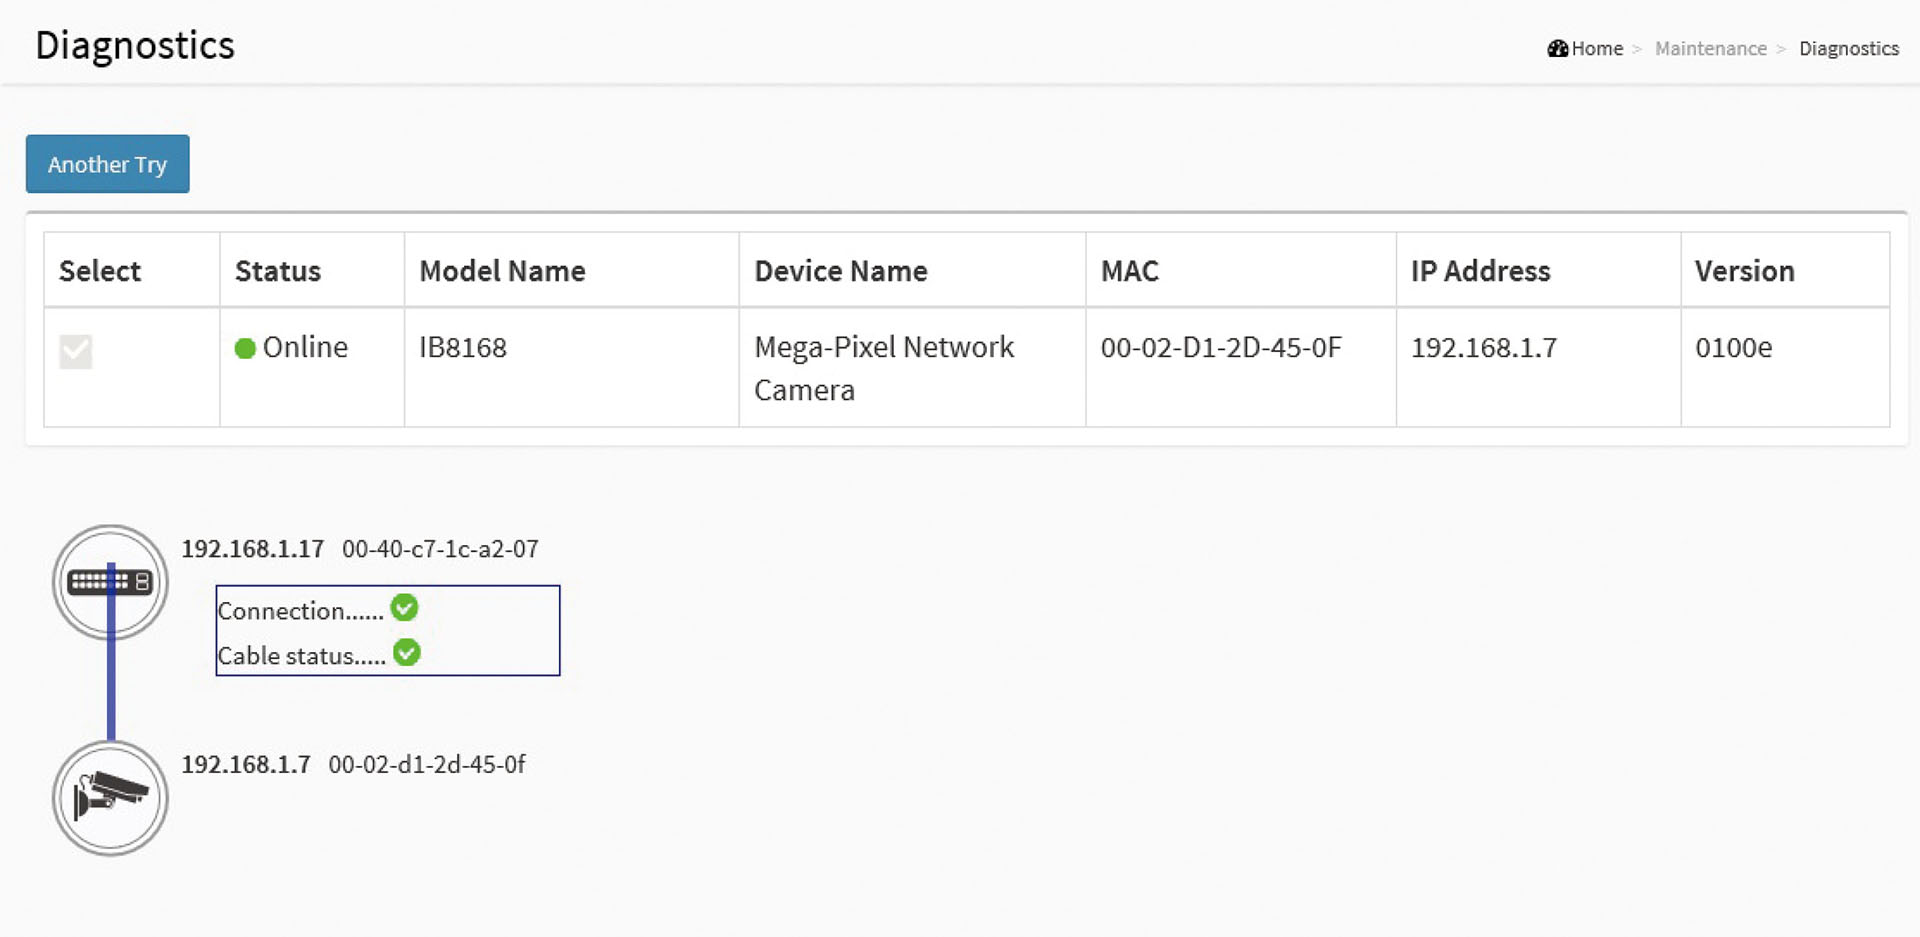 Diagnostics
Home > Maintenance > Diagnostics
Another Try
Select Status Model Name Device Name MAC IP Address Version
Online IB8168 Mega-Pixel Network 00-02-D1-2D-45-0F 192.168.1.7 0100e
Camera
192.168.1.17 00-40-c7-1c-a2-07
Connection......
Cable status.....
192.168.1.7 00-02-d1-2d-45-0f